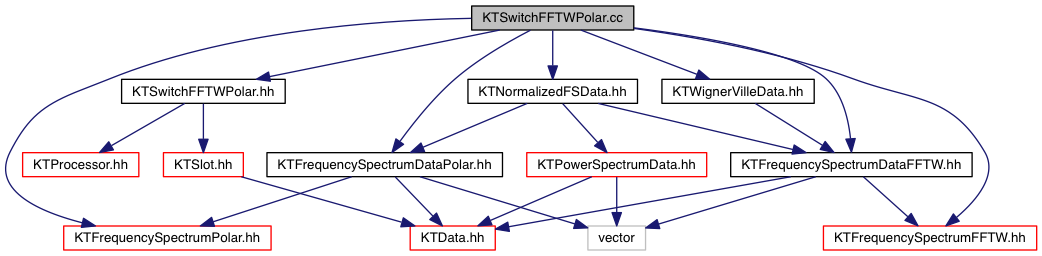 KTSwitchFFTWPolar.cc
KTSwitchFFTWPolar.hh
KTNormalizedFSData.hh
KTWignerVilleData.hh
KTProcessor.hh
KTSlot.hh
KTFrequencySpectrumDataPolar.hh
KTPowerSpectrumData.hh
KTFrequencySpectrumDataFFTW.hh
KTFrequencySpectrumPolar.hh
KTData.hh
vector
KTFrequencySpectrumFFTW.hh